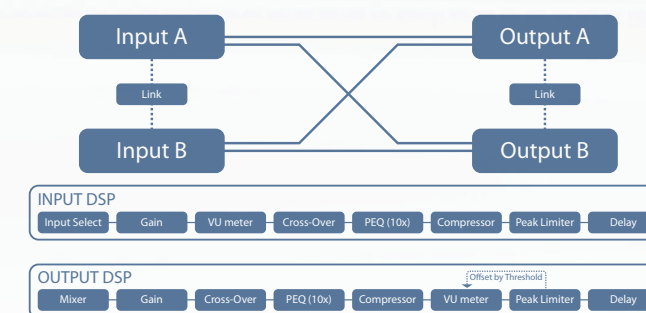 Input A Output A
Link Link
Input B Output B
INPUT DSP
Input Select Gain VU meter Cross-Over PEQ (10x) Compressor Peak Limiter Delay
OUTPUT DSP
Offset by Threshold
Mixer Gain Cross-Over PEQ (10x) Compressor VU meter Peak Limiter Delay